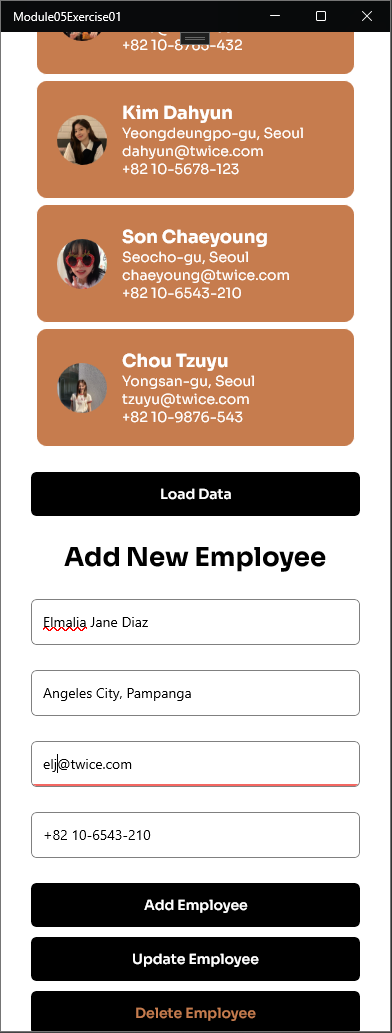 Module05Exercise01
+82 10-8765-432
Kim Dahyun
Yeongdeungpo-gu, Seoul
dahyun@twice.com
+82 10-5678-123
Son Chaeyoung
Seocho-gu, Seoul
chaeyoung@twice.com
+82 10-6543-210
Chou Tzuyu
Yongsan-gu, Seoul
tzuyu@twice.com
+82 10-9876-543
Load Data
Add New Employee
Elmalia Jane Diaz
Angeles City, Pampanga
elj@twice.com
+82 10-6543-210
Add Employee
Update Employee
Delete Employee